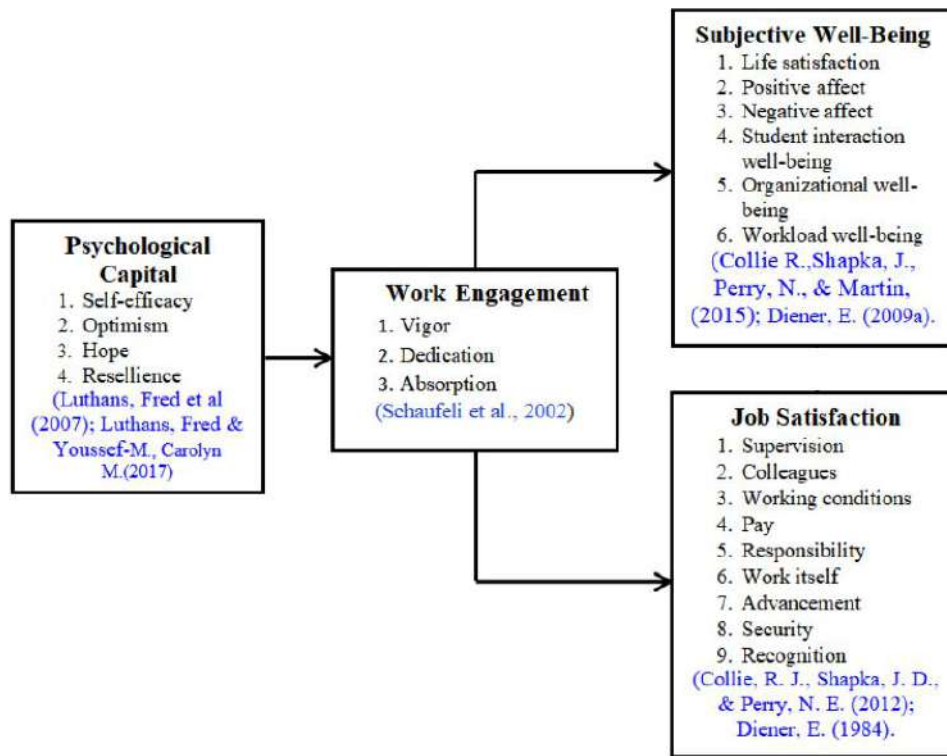 Psychological
Capital
1. Self-efficacy
2. Optimism
3. Hope
4. Resellience
(Luthans, Fred et al
(2007); Luthans, Fred &
Youssef-M., Carolyn
M.(2017)
Work Engagement
1. Vigor
2. Dedication
3. Absorption
(Schaufeli et al., 2002)
Subjective Well-Being
1. Life satisfaction
2. Positive affect
3. Negative affect
4. Student interaction
well-being
5. Organizational well-
being
6. Workload well-being
(Collie R.,Shapka, J.,
Perry, N., & Martin,
(2015); Diener, E. (2009a).
Job Satisfaction
1. Supervision
2. Colleagues
3. Working conditions
4. Pay
5. Responsibility
6. Work itself
7. Advancement
8. Security
9. Recognition
(Collie, R. J., Shapka, J. D.,
& Perry, N. E. (2012);
Diener, E. (1984).